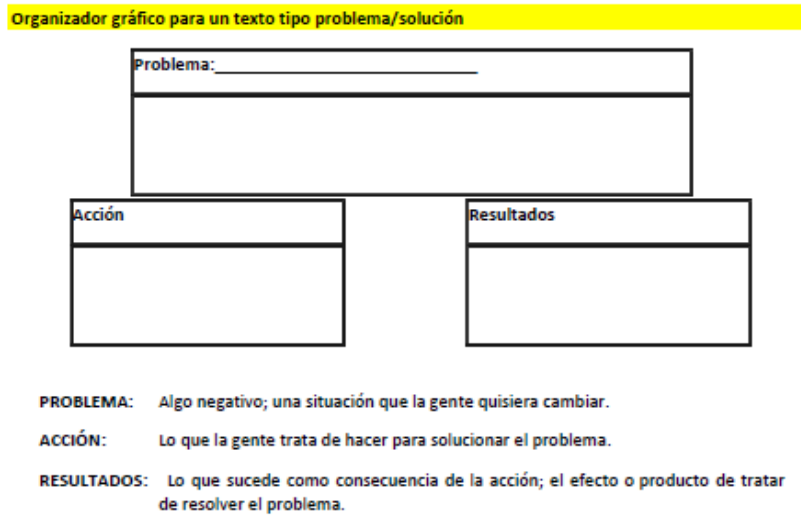 Organizador gráfico para un texto tipo problema/solución
Problema:____________________________
Acción
Resultados
PROBLEMA: Algo negativo; una situación que la gente quisiera cambiar.
ACCIÓN: Lo que la gente trata de hacer para solucionar el problema.
RESULTADOS: Lo que sucede como consecuencia de la acción; el efecto o producto de tratar
de resolver el problema.